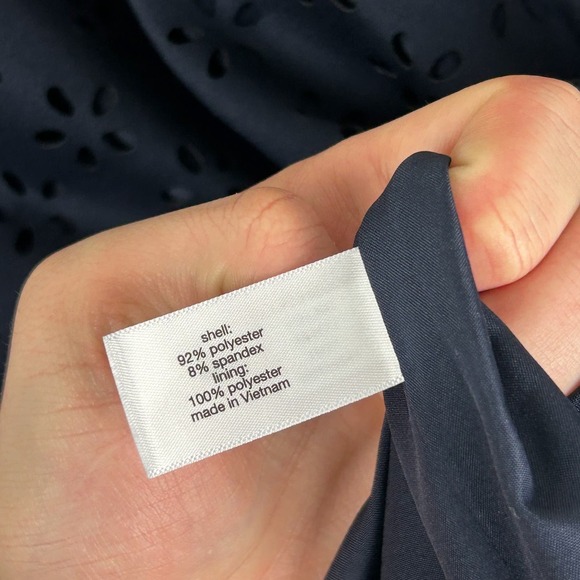 shell:
92% polyester
8% spandex
lining:
100% polyester
made in Vietnam